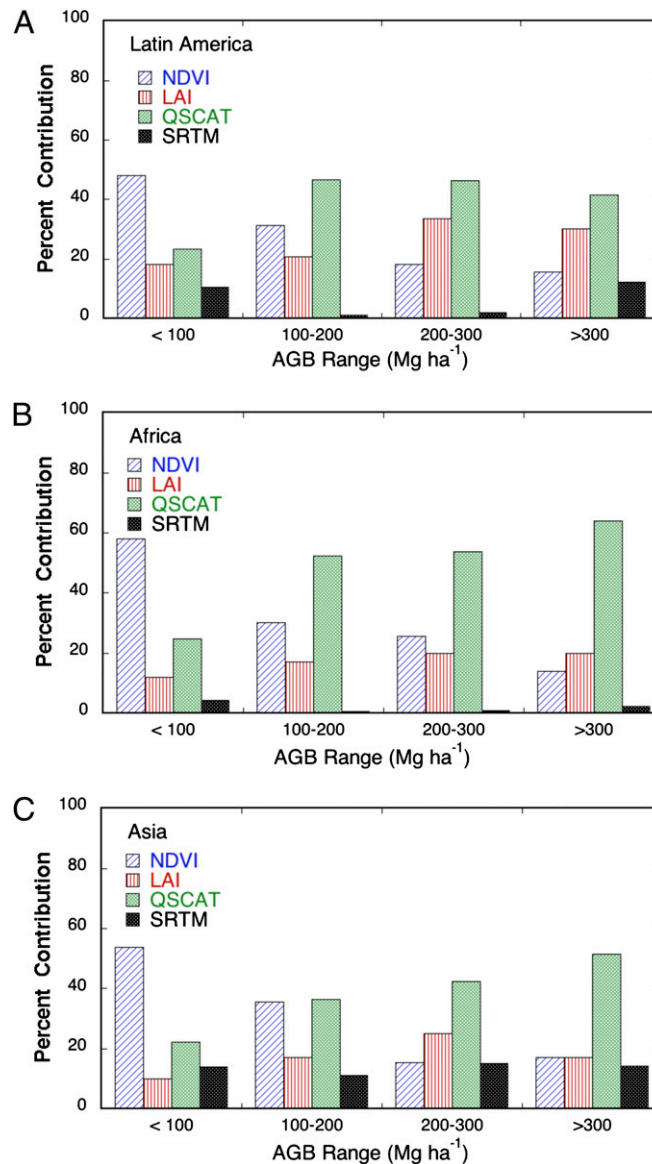 A
Latin America
NDVI
LAI
QSCAT
SRTM
100
80
60
40
20
0
Percent Contribution
< 100 100-200 200-300 >300
AGB Range (Mg ha⁻¹)
B
Africa
NDVI
LAI
QSCAT
SRTM
100
80
60
40
20
0
Percent Contribution
< 100 100-200 200-300 >300
AGB Range (Mg ha⁻¹)
C
Asia
NDVI
LAI
QSCAT
SRTM
100
80
60
40
20
0
Percent Contribution
< 100 100-200 200-300 >300
AGB Range (Mg ha⁻¹)